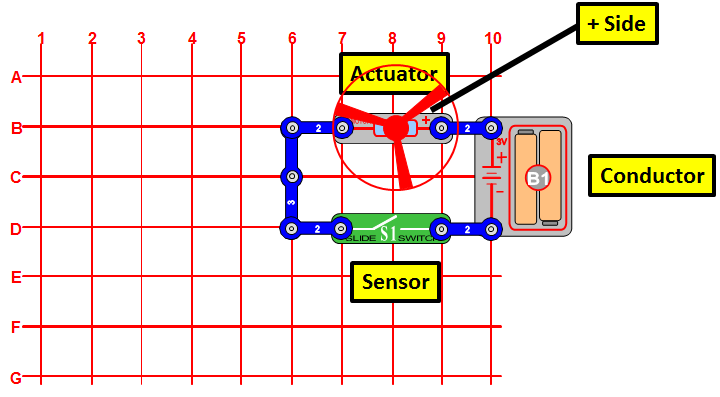 + Side
1 2 3 4 5 6 7 8 9 10
Actuator
A
B
2
+
2
3V
+
B1
-
C
Conductor
3
D
2
SLIDE S1 SWITCH
2
E
Sensor
F
G